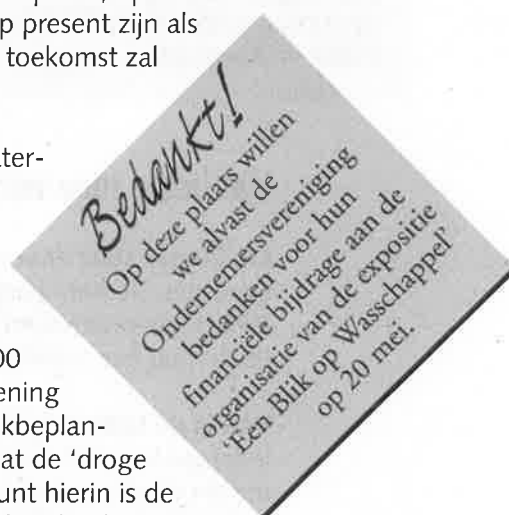 p present zijn als
toekomst zal
ater-
Bedankt!
Op deze plaats willen
we alvast de
Ondernemersvereniging
bedanken voor hun
financiële bijdrage aan de
organisatie van de expositie
'Een Blik op Wasschappel'
op 20 mei.
00
ening
kbeplan-
at de 'droge
unt hierin is de